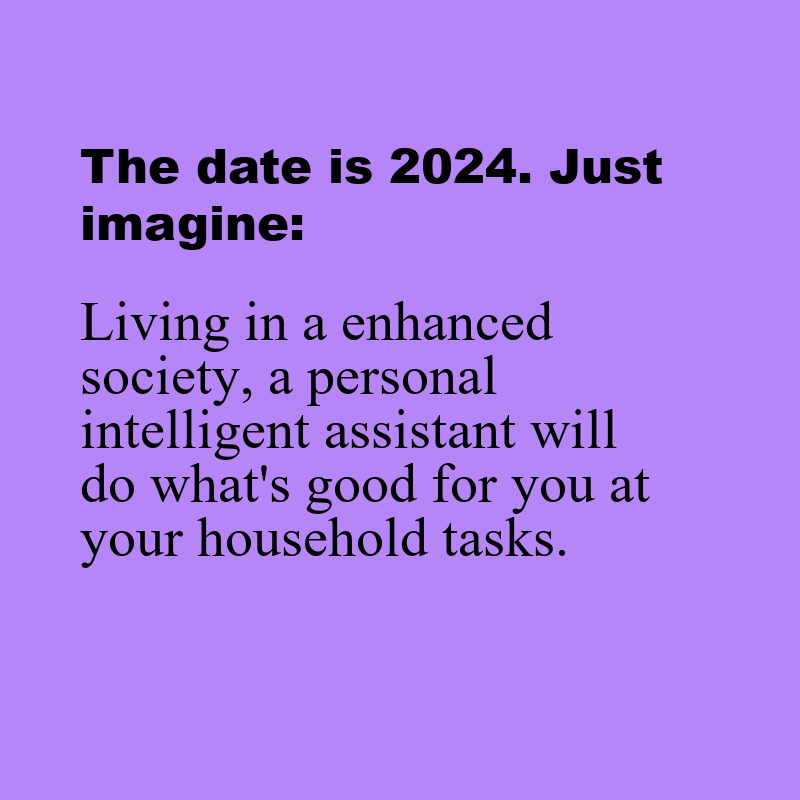 The date is 2024. Just
imagine:
Living in a enhanced
society, a personal
intelligent assistant will
do what's good for you at
your household tasks.